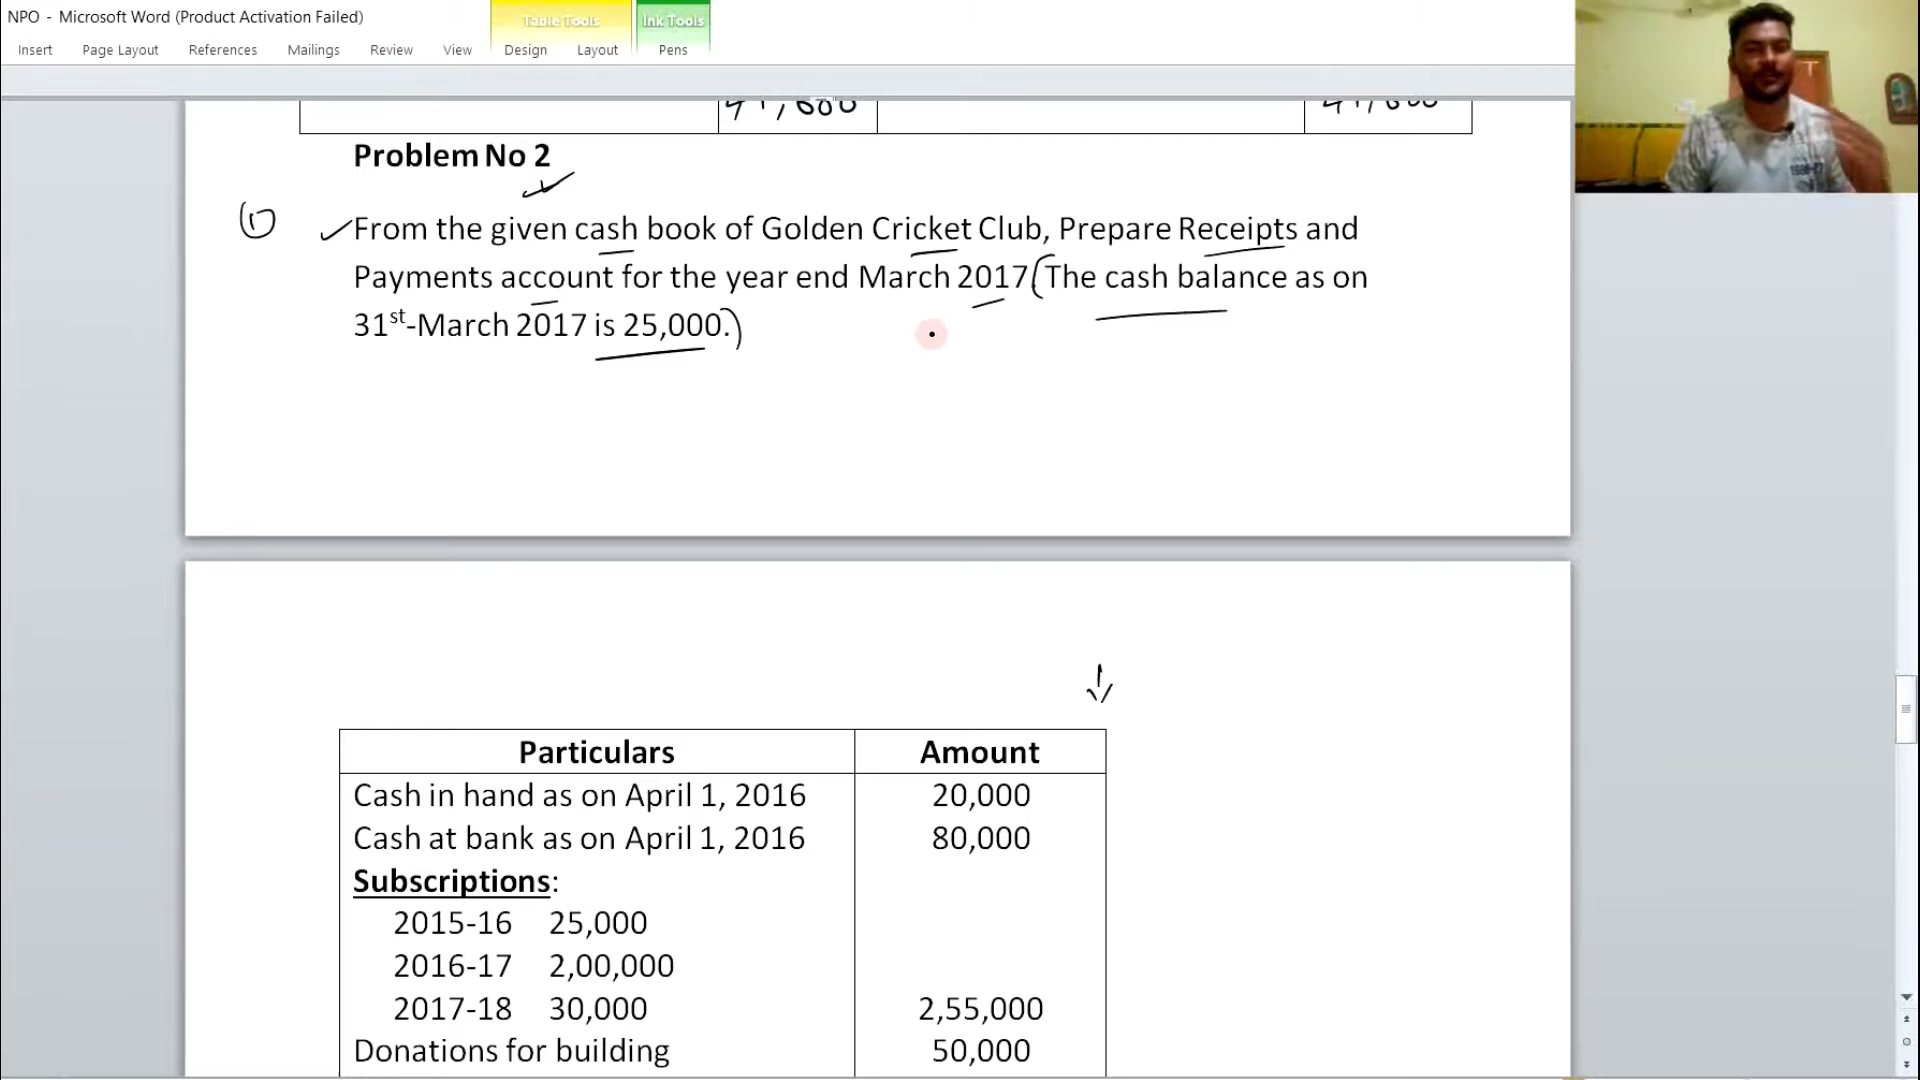 NPO - Microsoft Word (Product Activation Failed)
Table Tools
Ink Tools
Insert Page Layout References Mailings Review View Design Layout Pens
Problem No 2
1 From the given cash book of Golden Cricket Club, Prepare Receipts and
Payments account for the year end March 2017(The cash balance as on
31st-March 2017 is 25,000.)
Particulars Amount
Cash in hand as on April 1, 2016 20,000
Cash at bank as on April 1, 2016 80,000
Subscriptions:
2015-16 25,000
2016-17 2,00,000
2017-18 30,000 2,55,000
Donations for building 50,000